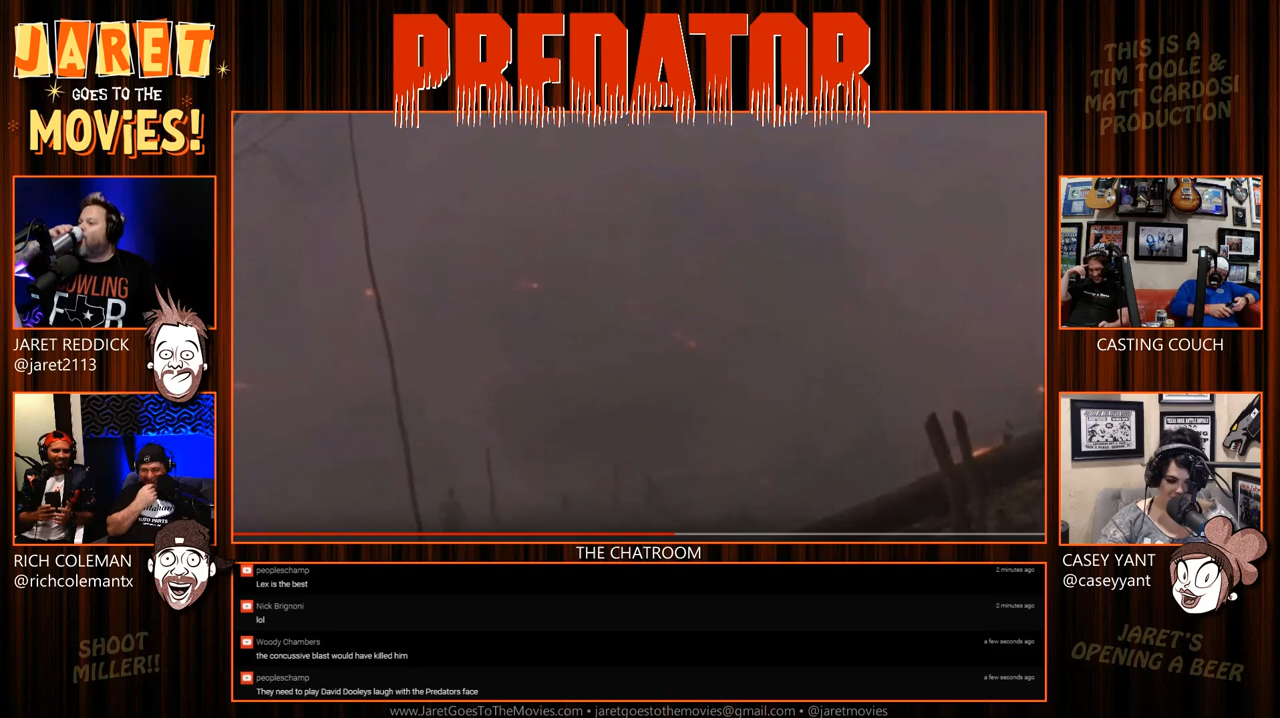 JARET
GOES TO THE
MOVIES!
PREDATOR
THIS IS A
TIM TOOLE &
MATT CARDOSI
PRODUCTION
JARET REDDICK
@jaret2113
CASTING COUCH
RICH COLEMAN
@richcolemantx
CASEY YANT
@caseyyant
THE CHATROOM
peopleschamp
2 minutes ago
Lex is the best
Nick Brignoni
2 minutes ago
lol
Woody Chambers
a few seconds ago
the concussive blast would have killed him
peopleschamp
a few seconds ago
They need to play David Dooleys laugh with the Predators face
SHOOT
MILLER!!
JARET'S
OPENING A BEER
www.JaretGoesToTheMovies.com • jaretgoestothemovies@gmail.com • @jaretmovies